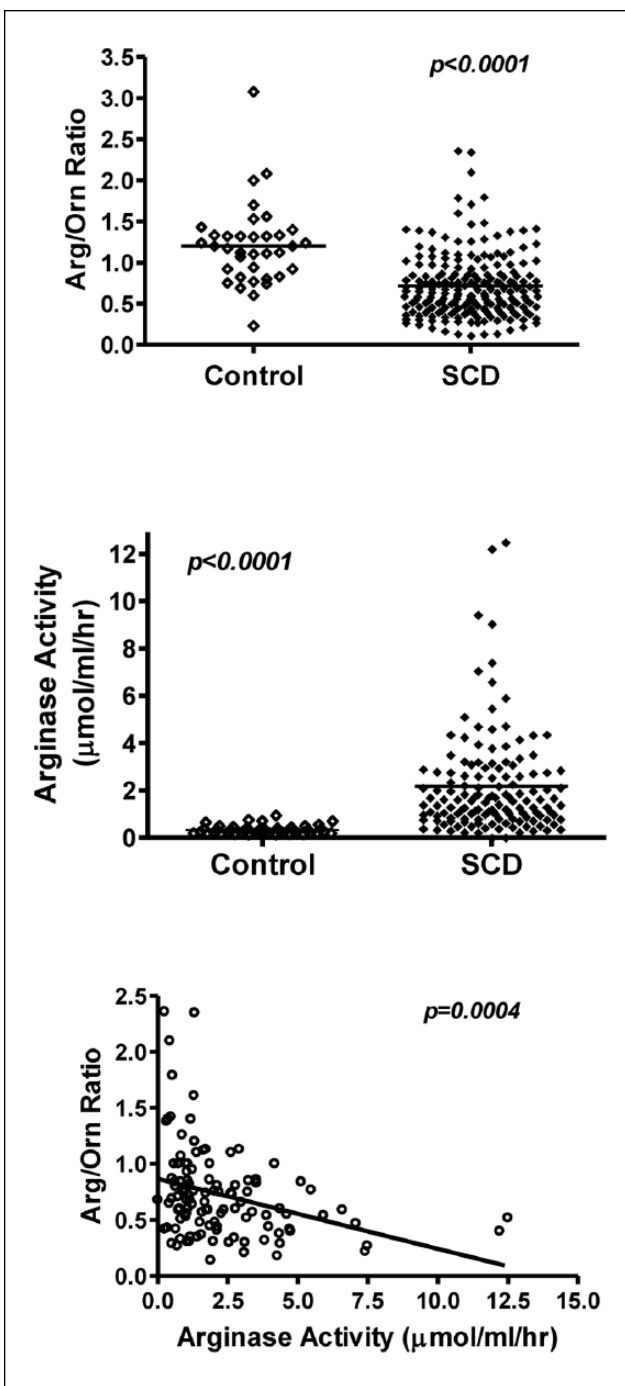 p<0.0001
3.5
3.0
2.5
2.0
1.5
1.0
0.5
0.0
Arg/Orn Ratio
Control SCD
p<0.0001
12
10
8
6
4
2
0
Arginase Activity
(μmol/ml/hr)
Control SCD
p=0.0004
2.5
2.0
1.5
1.0
0.5
0.0
Arg/Orn Ratio
0.0 2.5 5.0 7.5 10.0 12.5 15.0
Arginase Activity (μmol/ml/hr)